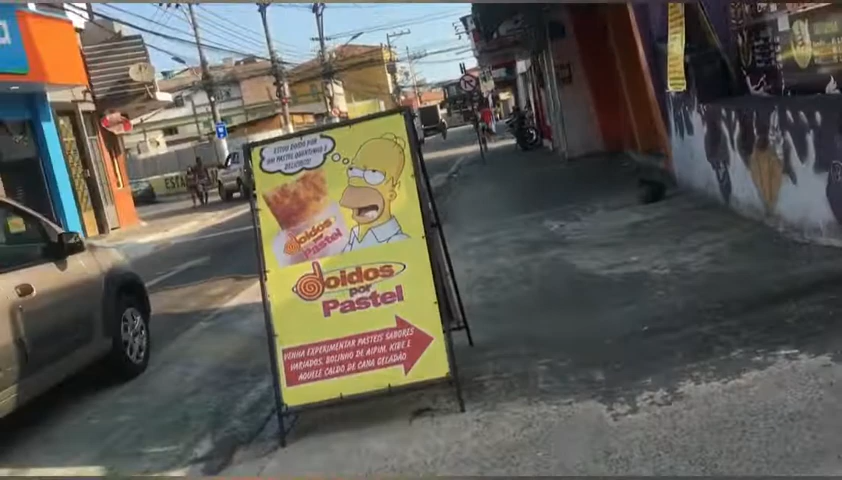 ESTOU DOIDO POR
UM PASTEL QUENTINHO E
DELICIOSO!
doidos
por
Pastel
doidos
por
Pastel
VENHA EXPERIMENTAR PASTEIS SABORES
VARIADOS, BOLINHO DE AIPIM, KIBE E
AQUELE CALDO DE CANA GELADÃO